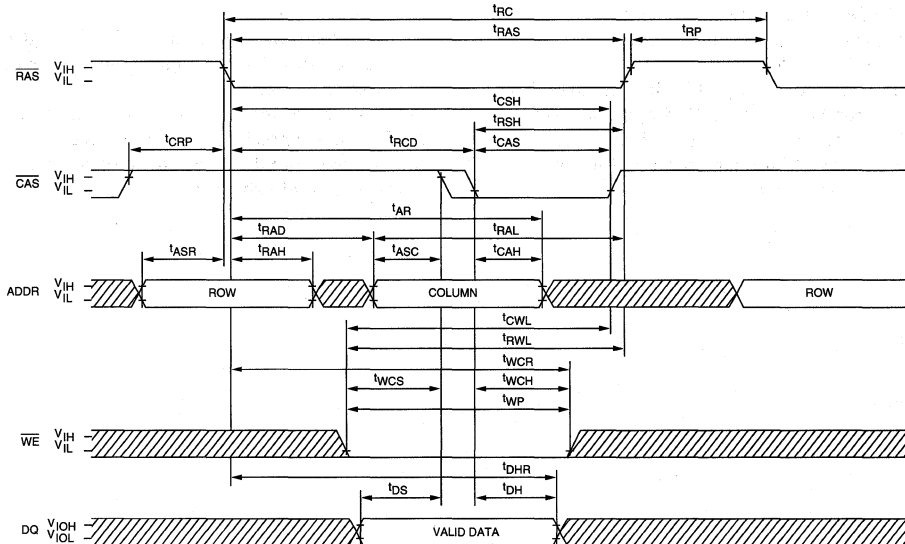 tRC
tRAS
tRP
RAS VIH
VIL
tCSH
tRSH
tCRP
tRCD
tCAS
CAS VIH
VIL
tAR
tRAD
tRAL
tASR
tRAH
tASC
tCAH
ADDR VIH
VIL
ROW
COLUMN
ROW
tCWL
tRWL
tWCR
tWCS
tWCH
tWP
WE VIH
VIL
tDHR
tDS
tDH
DQ VIOH
VIOL
VALID DATA